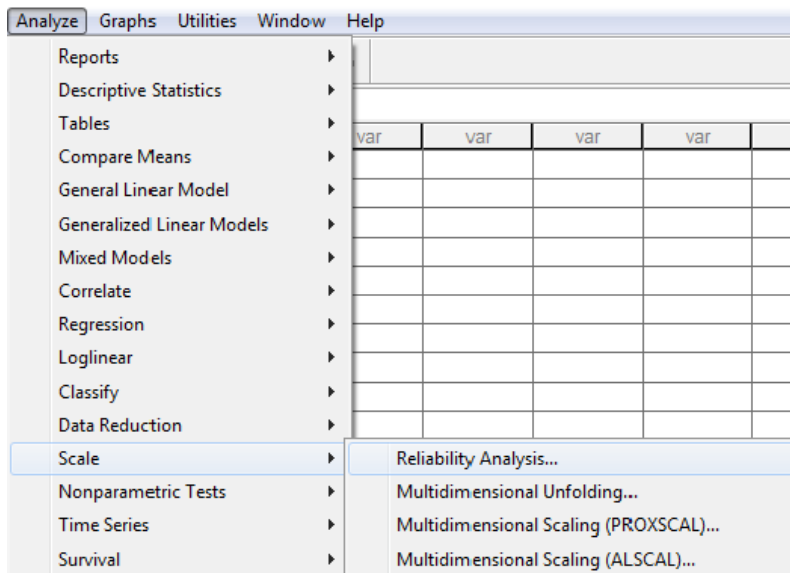 Analyze Graphs Utilities Window Help
Reports
Descriptive Statistics
Tables
var var var var
Compare Means
General Linear Model
Generalized Linear Models
Mixed Models
Correlate
Regression
Loglinear
Classify
Data Reduction
Scale
Reliability Analysis...
Nonparametric Tests
Multidimensional Unfolding...
Time Series
Multidimensional Scaling (PROXSCAL)...
Survival
Multidimensional Scaling (ALSCAL)...